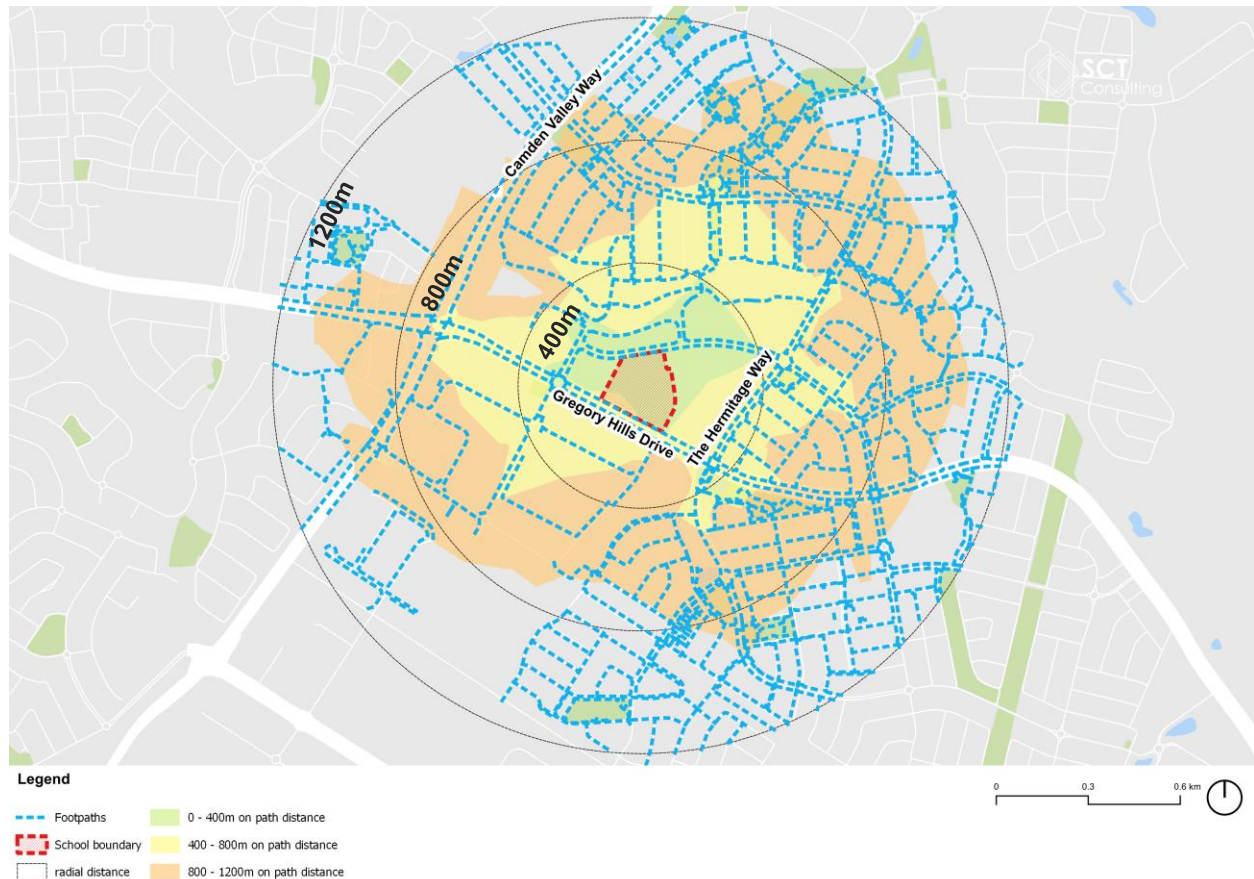 SCT
Consulting
Camden Valley Way
1200m
800m
400m
Gregory Hills Drive
The Hermitage Way
Legend
Footpaths
0 - 400m on path distance
School boundary
400 - 800m on path distance
radial distance
800 - 1200m on path distance
0 0.3 0.6 km